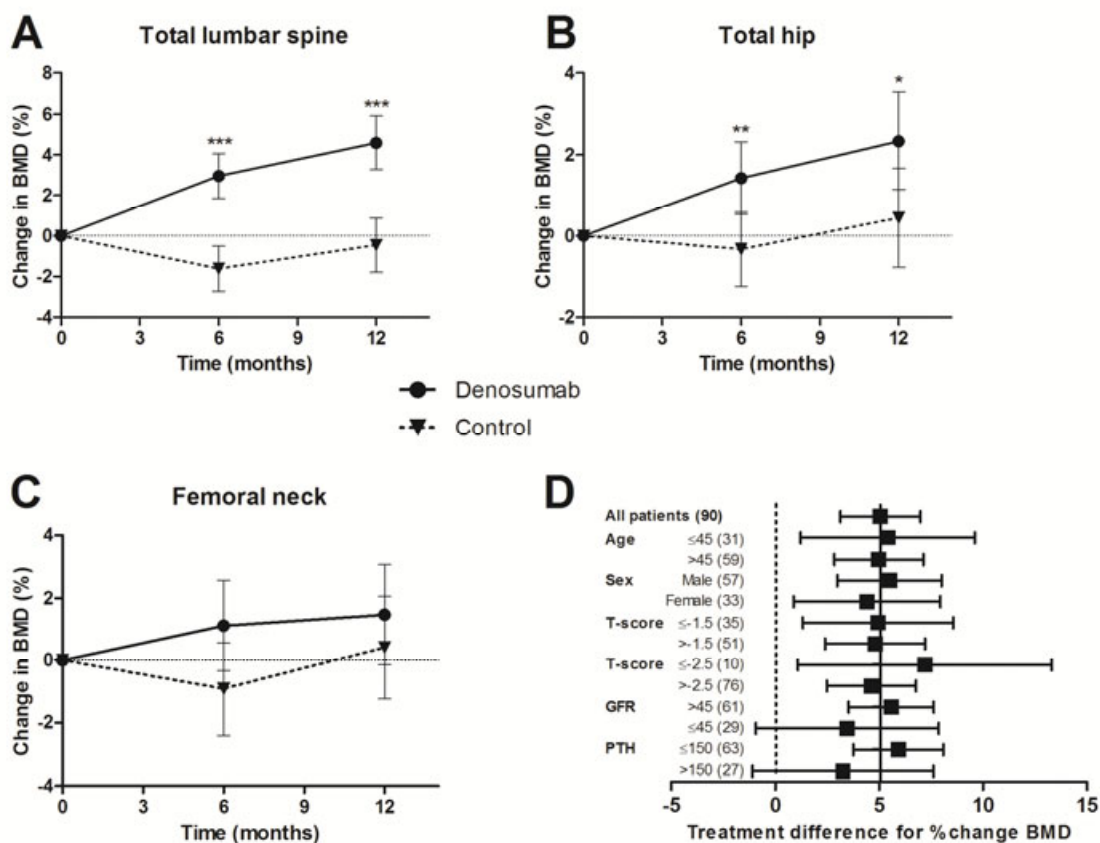 A
Total lumbar spine
Change in BMD (%)
8
6
4
2
0
-2
-4
***
***
0 3 6 9 12
Time (months)
B
Total hip
Change in BMD (%)
4
2
0
-2
**
*
0 3 6 9 12
Time (months)
Denosumab
Control
C
Femoral neck
Change in BMD (%)
4
2
0
-2
-4
0 3 6 9 12
Time (months)
D
All patients (90)
Age ≤45 (31)
>45 (59)
Sex Male (57)
Female (33)
T-score ≤-1.5 (35)
>-1.5 (51)
T-score ≤-2.5 (10)
>-2.5 (76)
GFR >45 (61)
≤45 (29)
PTH ≤150 (63)
>150 (27)
-5 0 5 10 15
Treatment difference for %change BMD